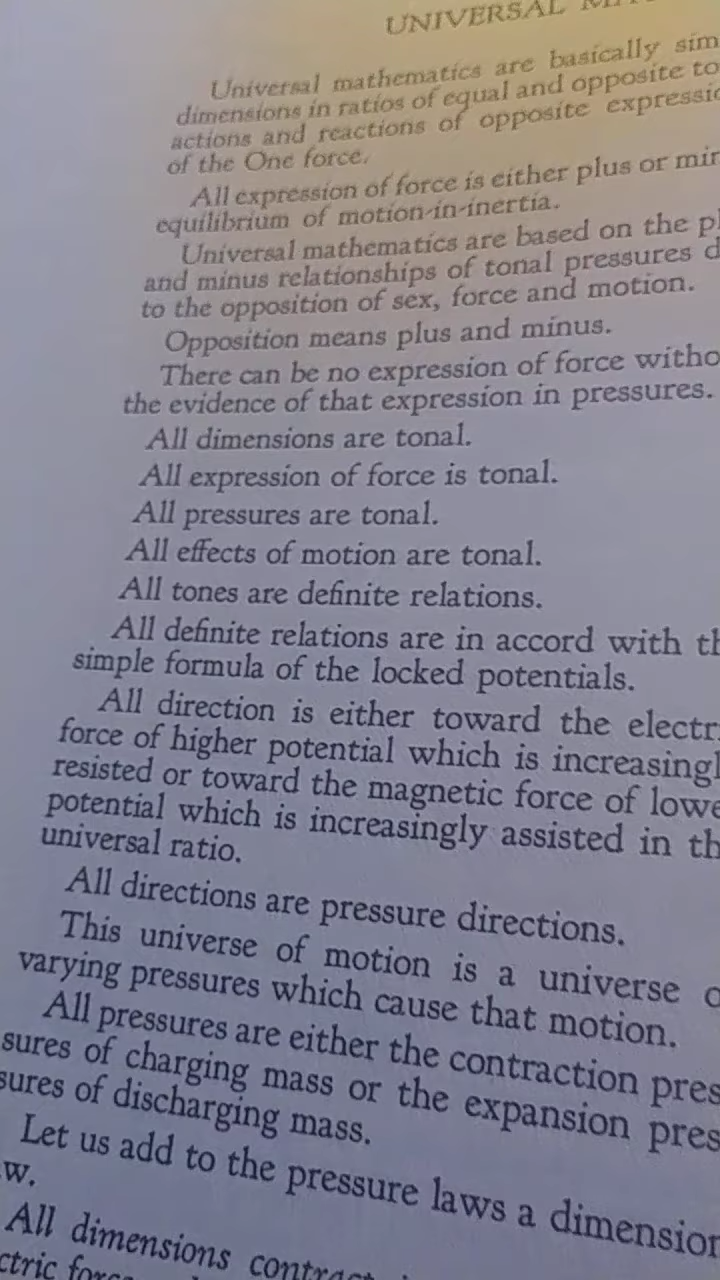 UNIVERSAL
Universal mathematics are basically sim
dimensions in ratios of equal and opposite to
actions and reactions of opposite expressio
of the One force.
All expression of force is either plus or min
equilibrium of motion-in-inertia.
Universal mathematics are based on the pl
and minus relationships of tonal pressures d
to the opposition of sex, force and motion.
Opposition means plus and minus.
There can be no expression of force witho
the evidence of that expression in pressures.
All dimensions are tonal.
All expression of force is tonal.
All pressures are tonal.
All effects of motion are tonal.
All tones are definite relations.
All definite relations are in accord with th
simple formula of the locked potentials.
All direction is either toward the electr
force of higher potential which is increasingl
resisted or toward the magnetic force of lowe
potential which is increasingly assisted in th
universal ratio.
All directions are pressure directions.
This universe of motion is a universe o
varying pressures which cause that motion.
All pressures are either the contraction pres
sures of charging mass or the expansion pres
sures of discharging mass.
Let us add to the pressure laws a dimension
w.
All dimensions contract
ctric force